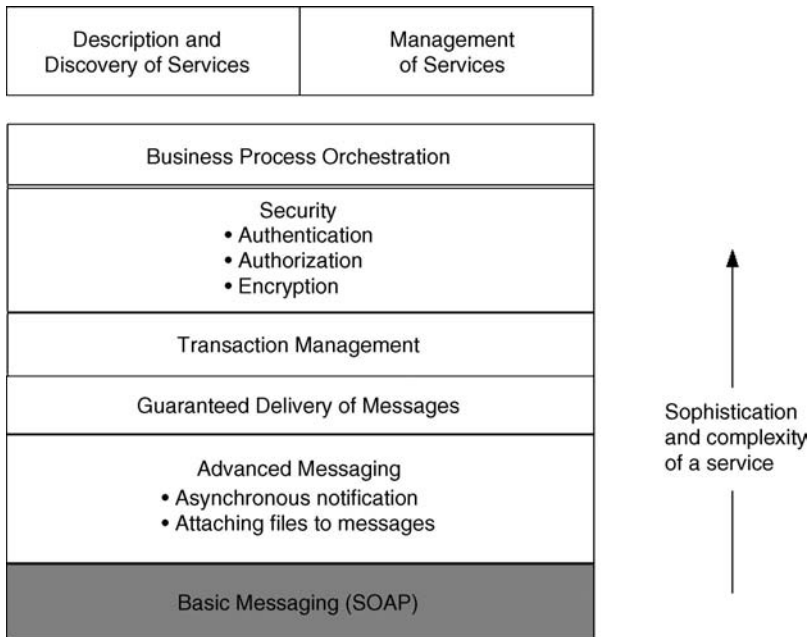 Description and
Discovery of Services
Management
of Services
Business Process Orchestration
Security
• Authentication
• Authorization
• Encryption
Transaction Management
Guaranteed Delivery of Messages
Advanced Messaging
• Asynchronous notification
• Attaching files to messages
Basic Messaging (SOAP)
Sophistication
and complexity
of a service